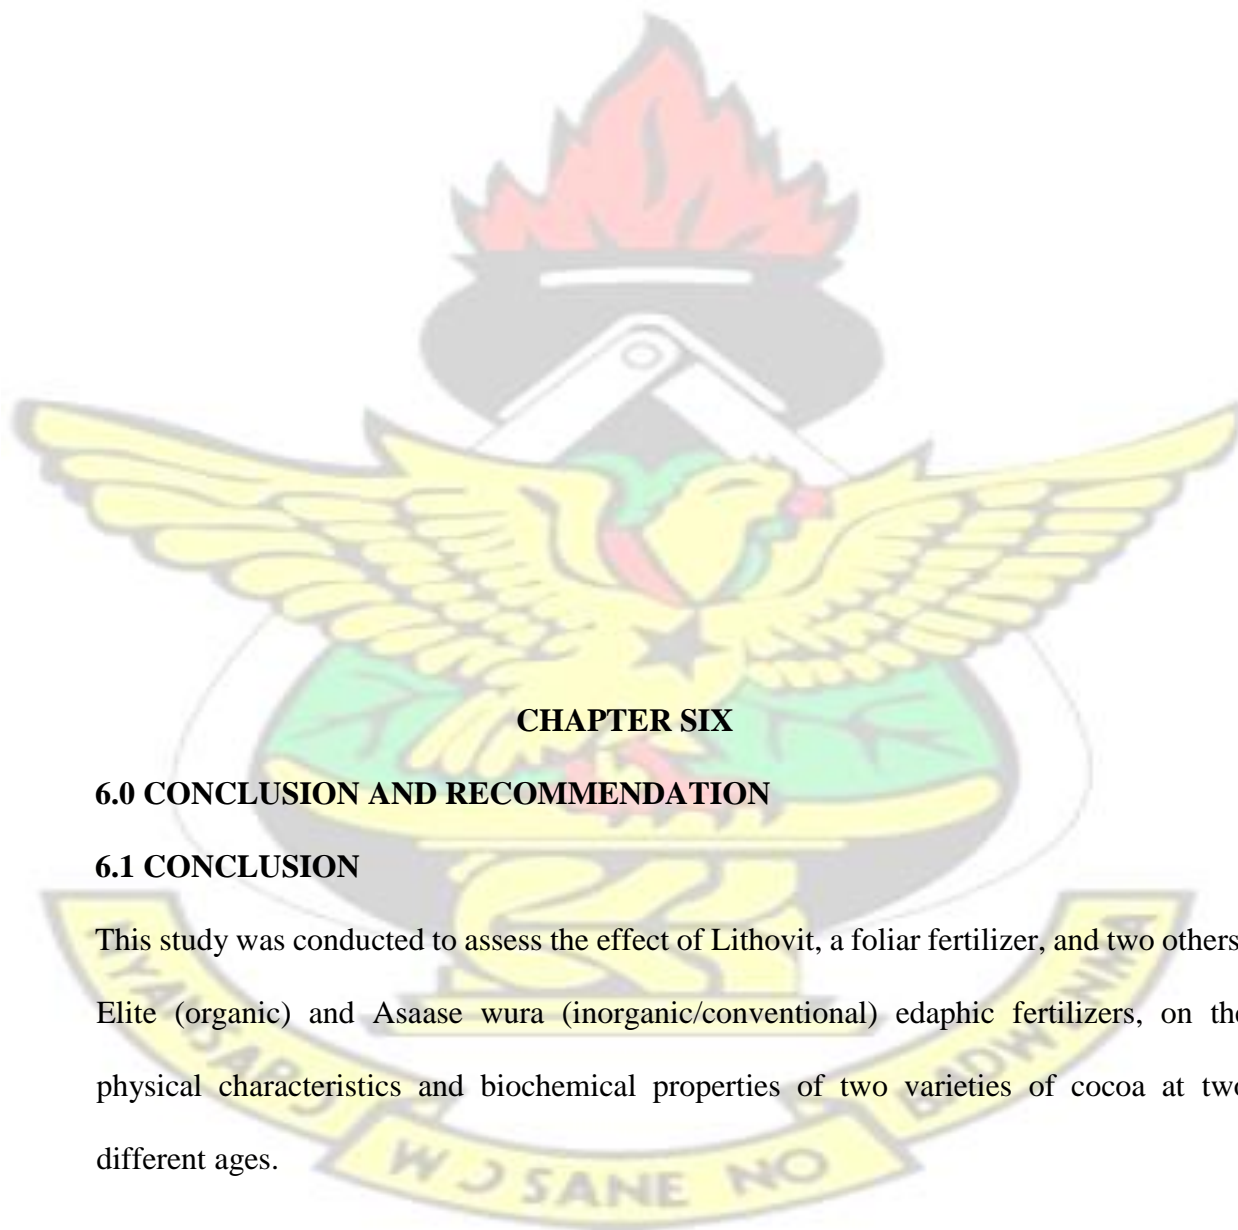 CHAPTER SIX
6.0 CONCLUSION AND RECOMMENDATION
6.1 CONCLUSION
This study was conducted to assess the effect of Lithovit, a foliar fertilizer, and two others
Elite (organic) and Asaase wura (inorganic/conventional) edaphic fertilizers, on the
physical characteristics and biochemical properties of two varieties of cocoa at two
different ages.
W Ɔ SANE NO
BADWENMA